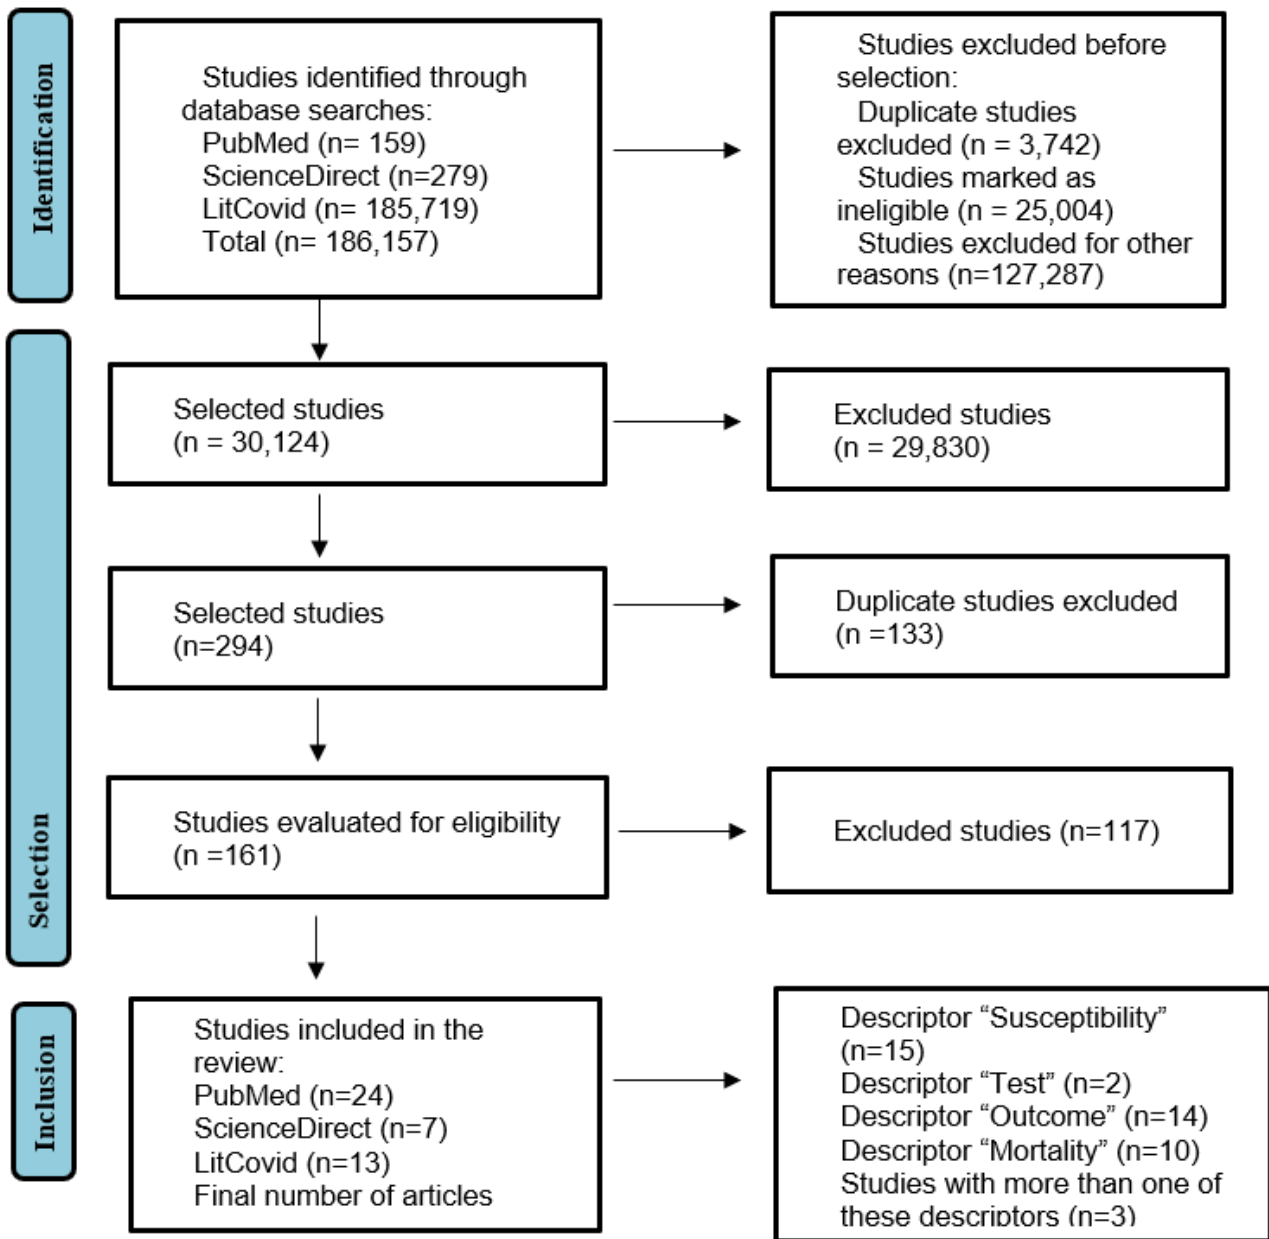 Identification
Studies identified through
database searches:
PubMed (n= 159)
ScienceDirect (n=279)
LitCovid (n= 185,719)
Total (n= 186,157)
Studies excluded before
selection:
Duplicate studies
excluded (n = 3,742)
Studies marked as
ineligible (n = 25,004)
Studies excluded for other
reasons (n=127,287)
Selection
Selected studies
(n = 30,124)
Excluded studies
(n = 29,830)
Selected studies
(n=294)
Duplicate studies excluded
(n =133)
Studies evaluated for eligibility
(n =161)
Excluded studies (n=117)
Inclusion
Studies included in the
review:
PubMed (n=24)
ScienceDirect (n=7)
LitCovid (n=13)
Final number of articles
Descriptor “Susceptibility”
(n=15)
Descriptor “Test” (n=2)
Descriptor “Outcome” (n=14)
Descriptor “Mortality” (n=10)
Studies with more than one of
these descriptors (n=3)